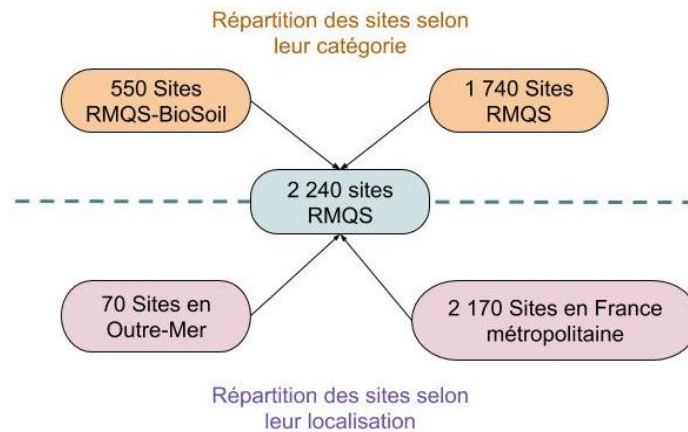 Répartition des sites selon
leur catégorie
550 Sites
RMQS-BioSoil
1 740 Sites
RMQS
2 240 sites
RMQS
70 Sites en
Outre-Mer
2 170 Sites en France
métropolitaine
Répartition des sites selon
leur localisation